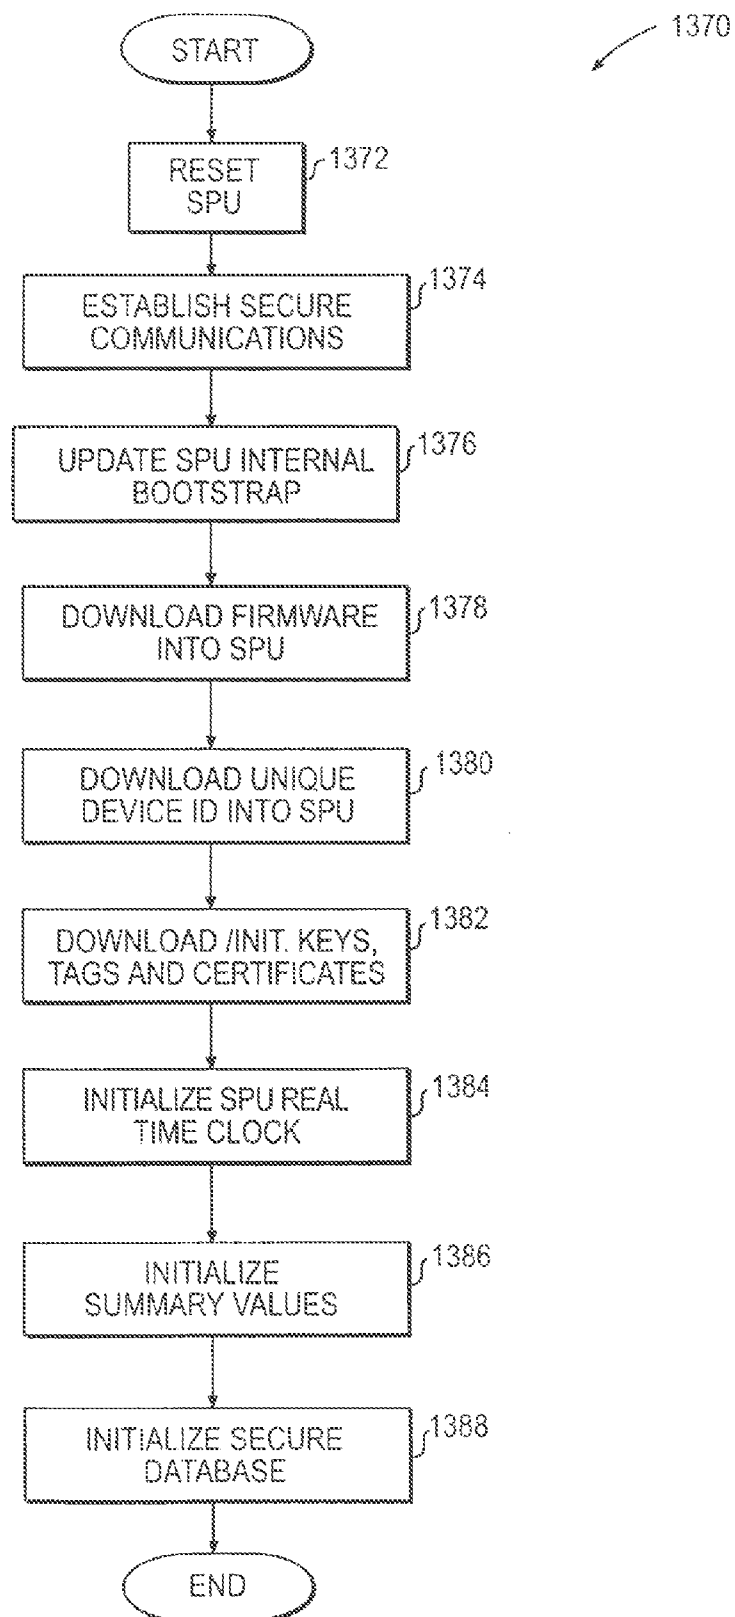 1370
START
RESET
SPU
1372
ESTABLISH SECURE
COMMUNICATIONS
1374
UPDATE SPU INTERNAL
BOOTSTRAP
1376
DOWNLOAD FIRMWARE
INTO SPU
1378
DOWNLOAD UNIQUE
DEVICE ID INTO SPU
1380
DOWNLOAD /INIT. KEYS,
TAGS AND CERTIFICATES
1382
INITIALIZE SPU REAL
TIME CLOCK
1384
INITIALIZE
SUMMARY VALUES
1386
INITIALIZE SECURE
DATABASE
1388
END